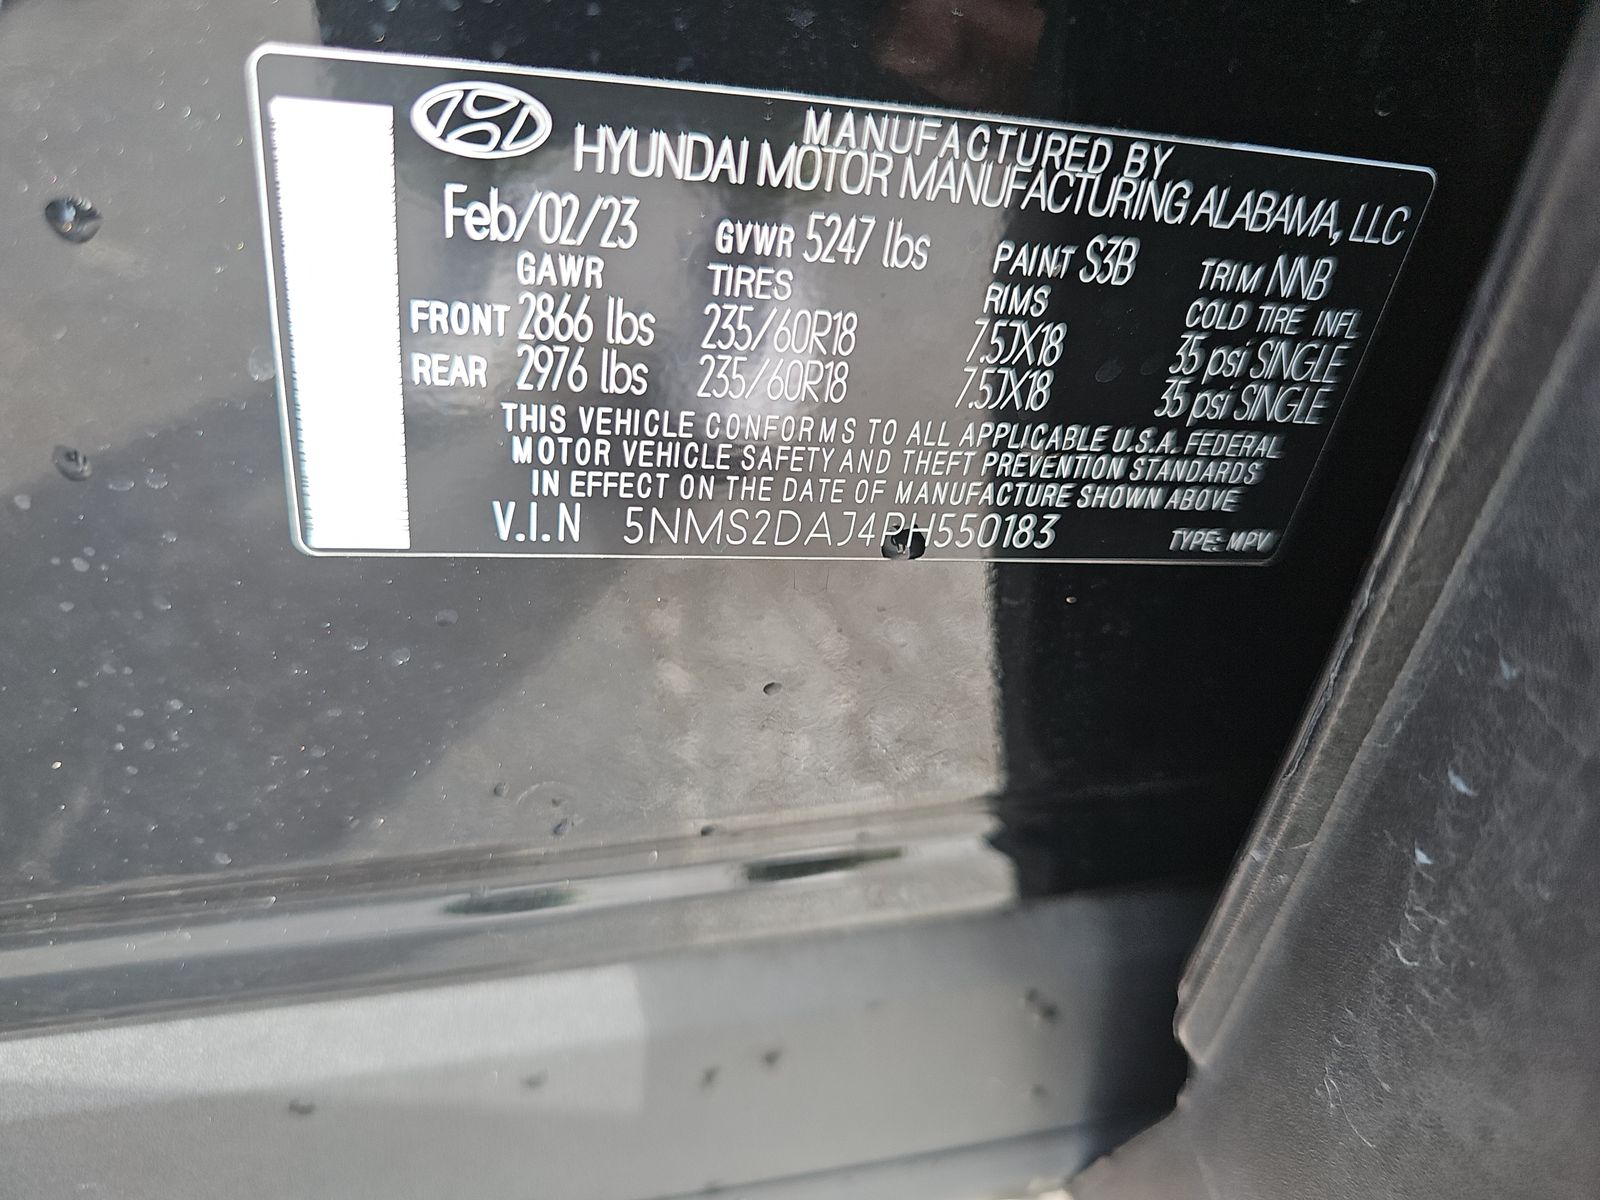 MANUFACTURED BY
HYUNDAI MOTOR MANUFACTURING ALABAMA, LLC
Feb/02/23 GVWR 5247 lbs PAINT S3B TRIM NNB
GAWR TIRES RIMS COLD TIRE INFL
FRONT 2866 lbs 235/60R18 7.5JX18 35 psi SINGLE
REAR 2976 lbs 235/60R18 7.5JX18 35 psi SINGLE
THIS VEHICLE CONFORMS TO ALL APPLICABLE U.S.A. FEDERAL
MOTOR VEHICLE SAFETY AND THEFT PREVENTION STANDARDS
IN EFFECT ON THE DATE OF MANUFACTURE SHOWN ABOVE
V.I.N 5NMS2DAJ4PH550183 TYPE: MPV